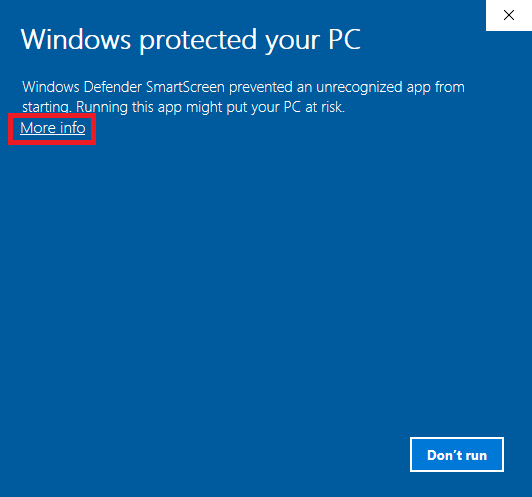 Windows protected your PC
Windows Defender SmartScreen prevented an unrecognized app from
starting. Running this app might put your PC at risk.
More info
Don't run